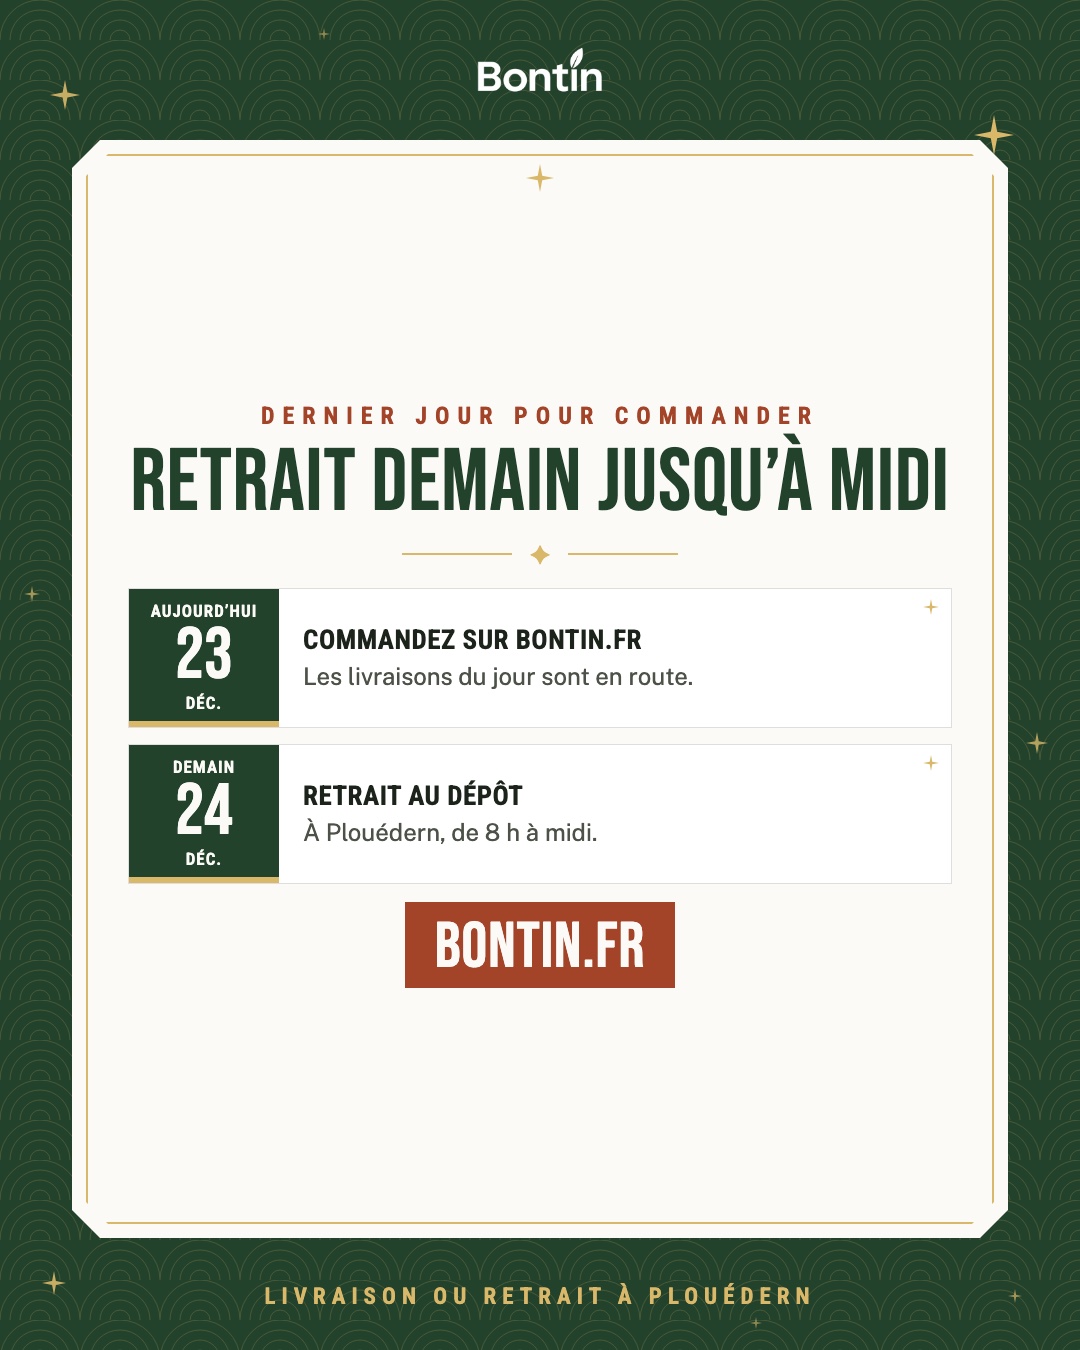 Bontin
DERNIER JOUR POUR COMMANDER
RETRAIT DEMAIN JUSQU’À MIDI
AUJOURD’HUI
23
DÉC.
COMMANDEZ SUR BONTIN.FR
Les livraisons du jour sont en route.
DEMAIN
24
DÉC.
RETRAIT AU DÉPÔT
À Plouédern, de 8 h à midi.
BONTIN.FR
LIVRAISON OU RETRAIT À PLOUÉDERN